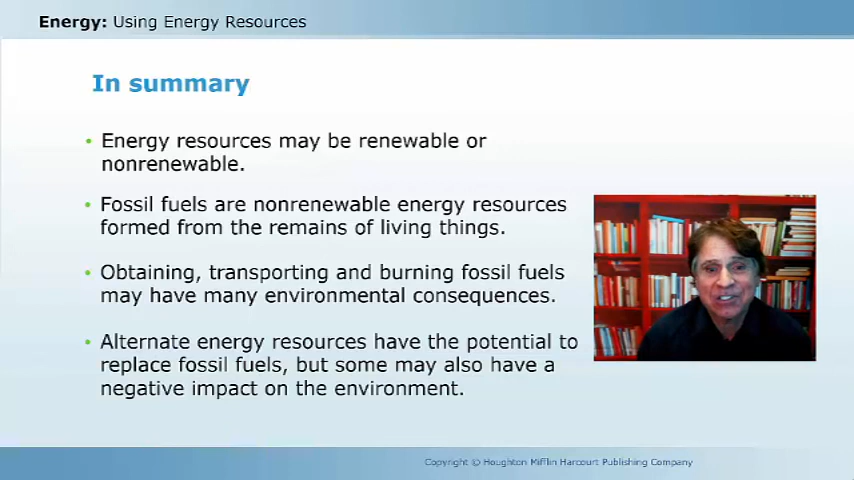 Energy: Using Energy Resources
In summary
• Energy resources may be renewable or
nonrenewable.
• Fossil fuels are nonrenewable energy resources
formed from the remains of living things.
• Obtaining, transporting and burning fossil fuels
may have many environmental consequences.
• Alternate energy resources have the potential to
replace fossil fuels, but some may also have a
negative impact on the environment.
Copyright © Houghton Mifflin Harcourt Publishing Company